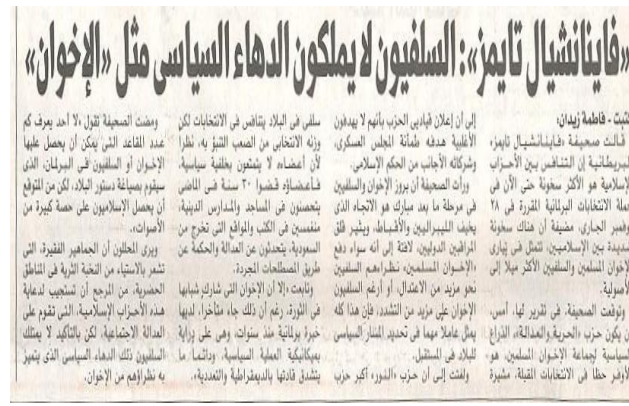 «فاينانشيال تايمز»: السلفيون لا يملكون الدهاء السياسى مثل «الإخوان»
كتبت - فاطمة زيدان:
قالت صحيفة «فاينانشيال تايمز»
البريطانية إن التنافس بين الأحزاب
الإسلامية هو الأكثر سخونة حتى الآن فى
حملة الانتخابات البرلمانية المقررة فى ٢٨
نوفمبر الجارى، مضيفة أن هناك سخونة
شديدة بين الإسلاميين، تتمثل فى تيارى
الإخوان المسلمين والسلفيين الأكثر ميلا إلى
الأصولية.
وتوقعت الصحيفة، فى تقرير لها، أمس،
أن يكون حزب «الحرية والعدالة»، الذراع
السياسية لجماعة الإخوان المسلمين، هو
الأوفر حظا فى الانتخابات المقبلة، مشيرة
إلى أن إعلان قياديى الحزب بأنهم لا يهدفون
الأغلبية هدفه طمأنة المجلس العسكرى،
وشركائه الأجانب من الحكم الإسلامى.
ورأت الصحيفة أن بروز الإخوان والسلفيين
فى مرحلة ما بعد مبارك هو الاتجاه الذى
يخيف الليبراليين والأقباط، ويثير قلق
المراقبين الدوليين، لافتة إلى أنه سواء دفع
«الإخوان المسلمين» نظراءهم السلفيين
نحو مزيد من الاعتدال، أو أرغم السلفيون
الإخوان على مزيد من التشدد، فإن هذا كله
يمثل عاملا مهما فى تحديد المسار السياسى
للبلاد فى المستقبل.
ولفتت إلى أن حزب «النور» أكبر حزب
سلفى فى البلاد يتنافس فى الانتخابات لكن
وزنه الانتخابى من الصعب التنبؤ به، نظرا
لأن أعضاءه لا يتمتعون بخلفية سياسية،
فأعضاؤه قضوا ٣٠ سنة فى الماضى
يتحصنون فى المساجد والمدارس الدينية،
منغمسين فى الكتب والمواقع التى تخرج من
السعودية، يتحدثون عن العدالة والحكمة عن
طريق المصطلحات المجردة.
وتابعت «إلا أن الإخوان التى شارك شبابها
فى الثورة، رغم أن ذلك جاء متأخرا، لديها
خبرة برلمانية منذ سنوات، وهى على دراية
بميكانيكية العملية السياسية، ودائما ما
يتشدق قادتها بالديمقراطية والتعددية».
ومضت الصحيفة تقول «لا أحد يعرف كم
عدد المقاعد التى يمكن أن يحصل عليها
الإخوان أو السلفيون فى البرلمان، الذى
سيقوم بصياغة دستور البلاد، لكن من المتوقع
أن يحصل الإسلاميون على حصة كبيرة من
الأصوات».
ويرى المحللون أن الجماهير الفقيرة، التى
تشعر بالاستياء من النخبة الثرية فى المناطق
الحضرية، من المرجح أن تستجيب لدعاية
هذه الأحزاب الإسلامية، التى تقوم على
العدالة الاجتماعية، لكن بالتأكيد لا يمتلك
السلفيون ذلك الدهاء السياسى الذى يتميز
به نظراؤهم من الإخوان.